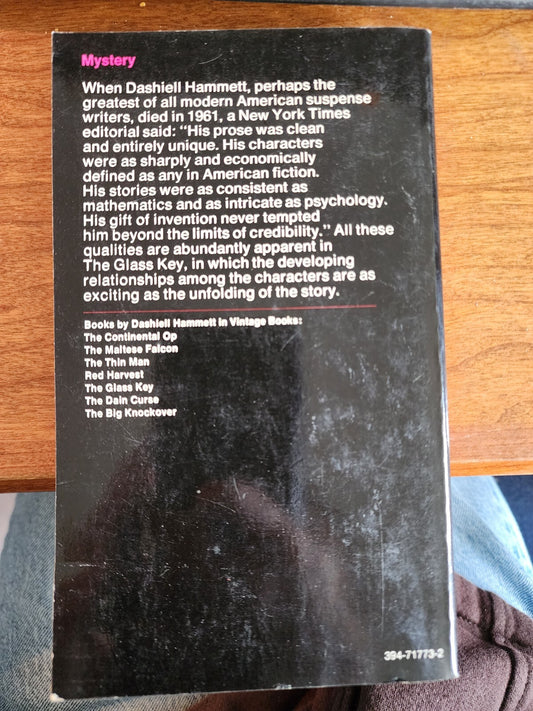 Mystery
When Dashiell Hammett, perhaps the
greatest of all modern American suspense
writers, died in 1961, a New York Times
editorial said: “His prose was clean
and entirely unique. His characters
were as sharply and economically
defined as any in American fiction.
His stories were as consistent as
mathematics and as intricate as psychology.
His gift of invention never tempted
him beyond the limits of credibility.” All these
qualities are abundantly apparent in
The Glass Key, in which the developing
relationships among the characters are as
exciting as the unfolding of the story.
Books by Dashiell Hammett in Vintage Books:
The Continental Op
The Maltese Falcon
The Thin Man
Red Harvest
The Glass Key
The Dain Curse
The Big Knockover
394-71773-2